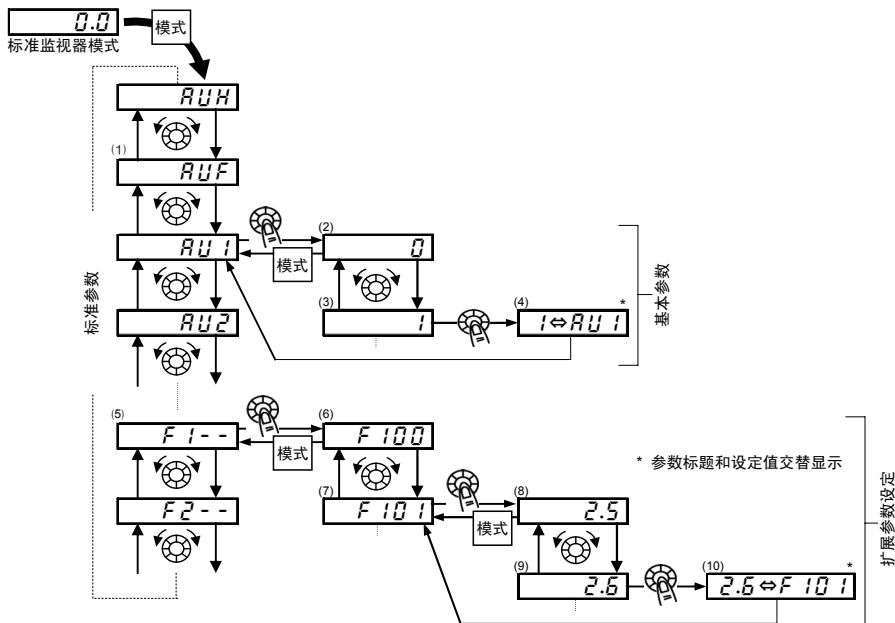 0.0
模式
标准监视器模式
AUH
(1)
AUF
(2)
AU1
0
模式
(3)
(4)
*
AU2
1
1⇔AU1
标准参数
基本参数
(5)
(6)
F1--
F100
模式
* 参数标题和设定值交替显示
(7)
(8)
F2--
F101
2.5
模式
(9)
(10)
*
2.6
2.6⇔F101
扩展参数设定